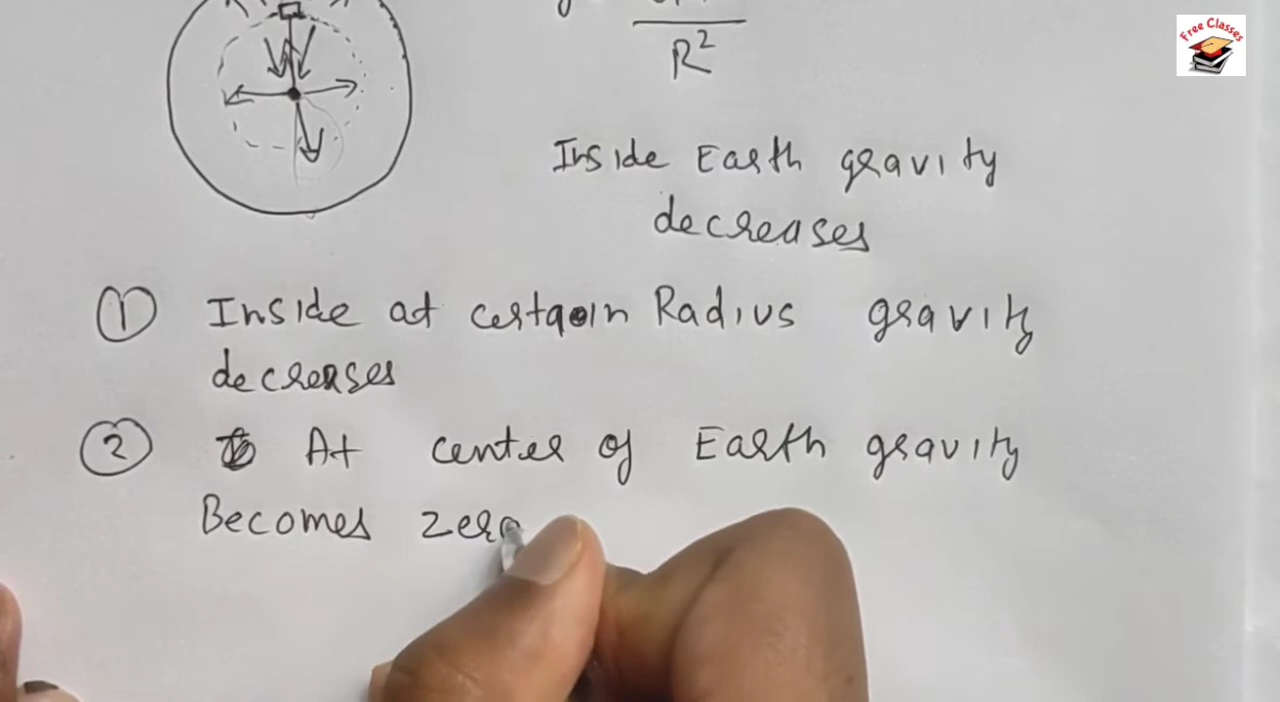 Free Classes
R²
Inside Earth gravity
decreases
① Inside at certain Radius gravity
decreases
② At center of Earth gravity
Becomes zero